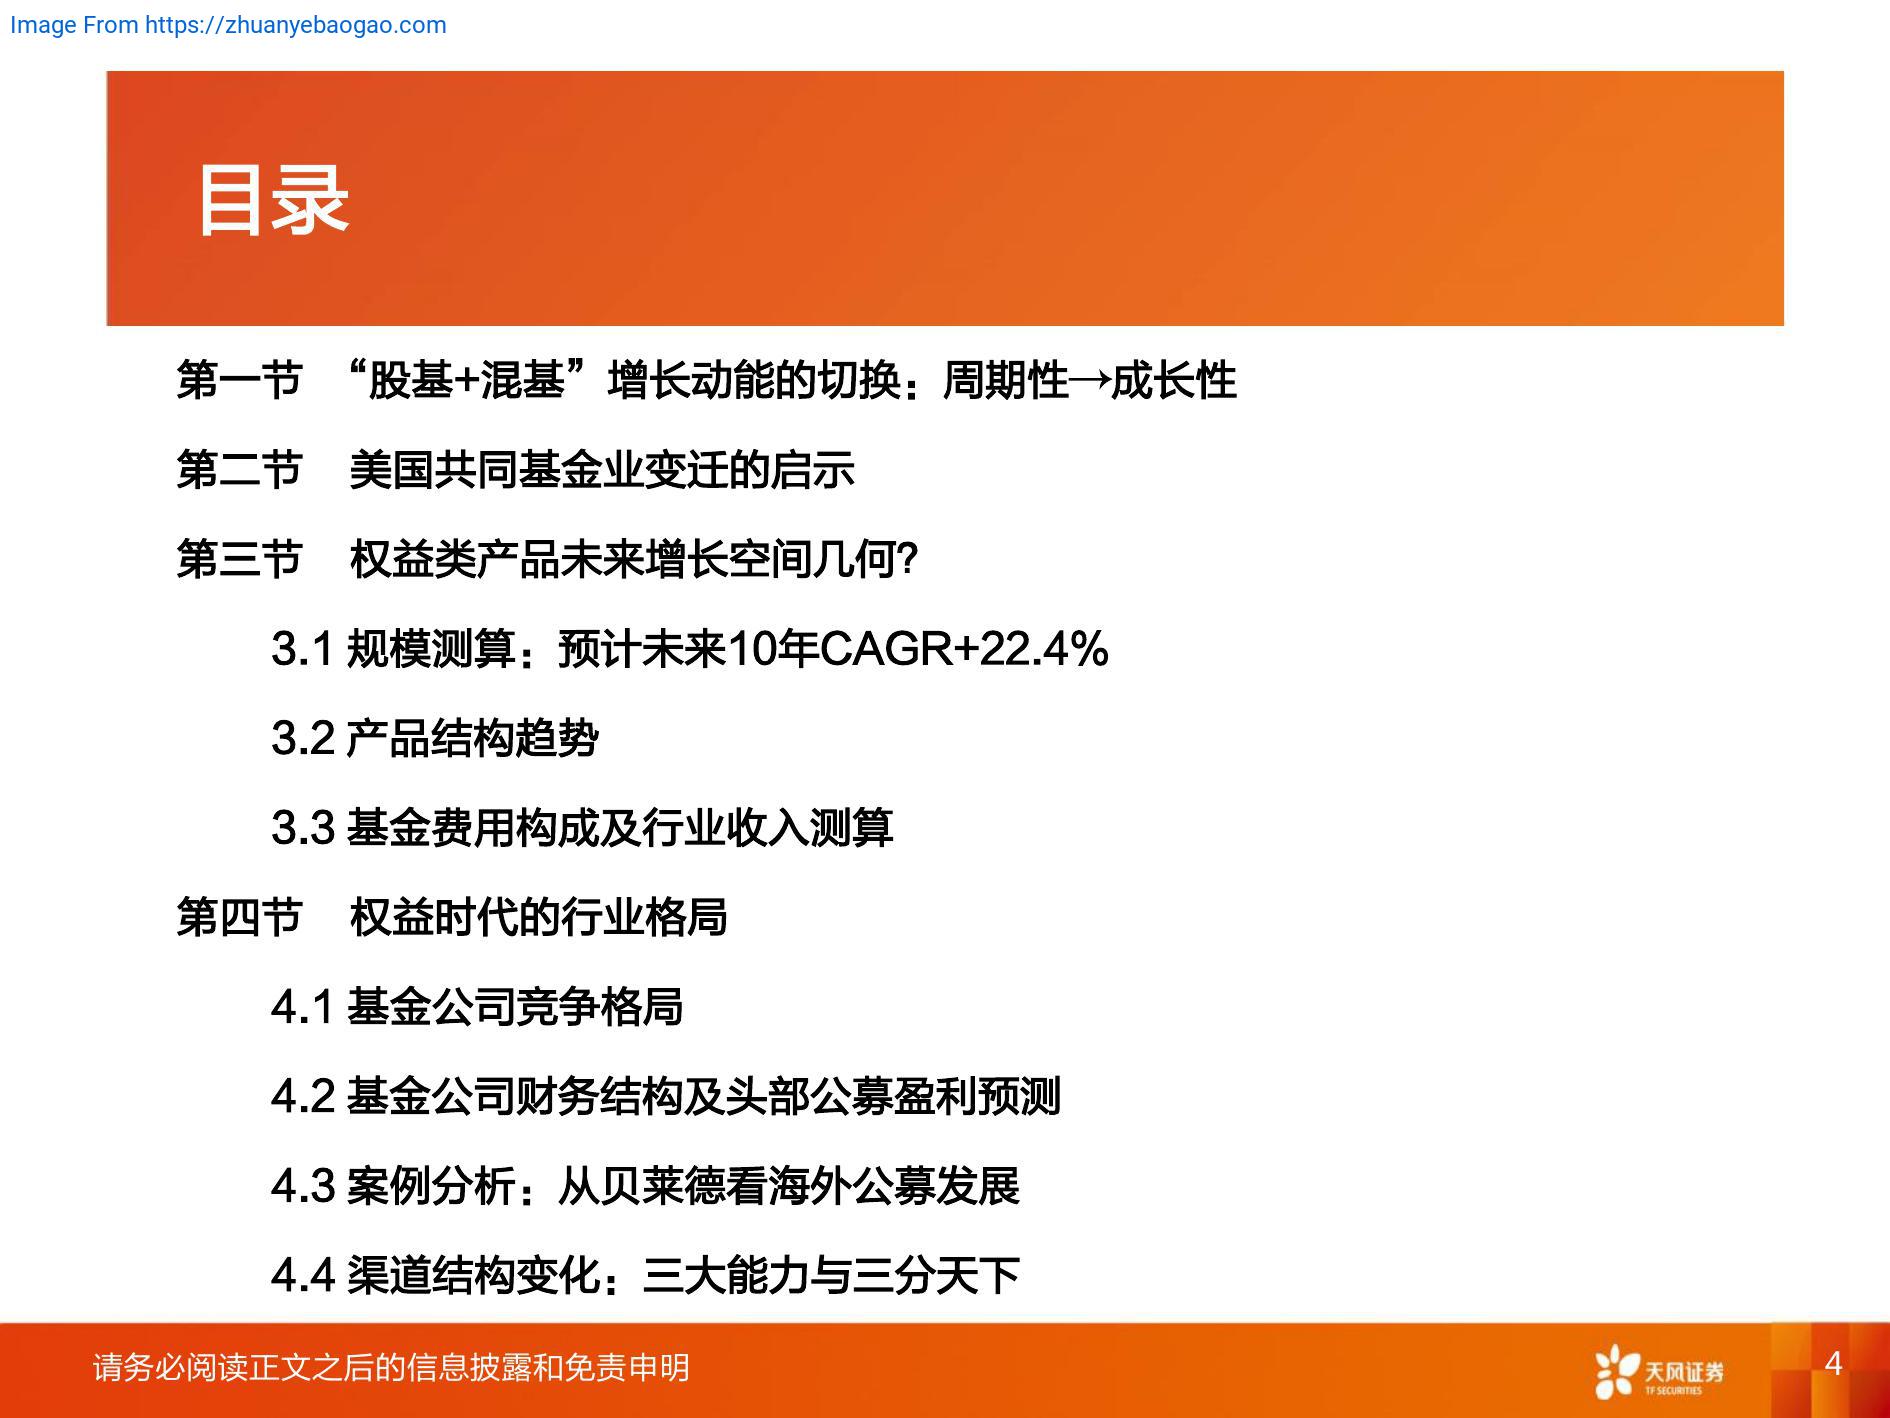 Image From https://zhuanyebaogao.com
目录
第一节 “股基+混基”增长动能的切换：周期性→成长性
第二节 美国共同基金业变迁的启示
第三节 权益类产品未来增长空间几何？
3.1 规模测算：预计未来10年CAGR+22.4%
3.2 产品结构趋势
3.3 基金费用构成及行业收入测算
第四节 权益时代的行业格局
4.1 基金公司竞争格局
4.2 基金公司财务结构及头部公募盈利预测
4.3 案例分析：从贝莱德看海外公募发展
4.4 渠道结构变化：三大能力与三分天下
请务必阅读正文之后的信息披露和免责申明
天风证券
TF SECURITIES
4